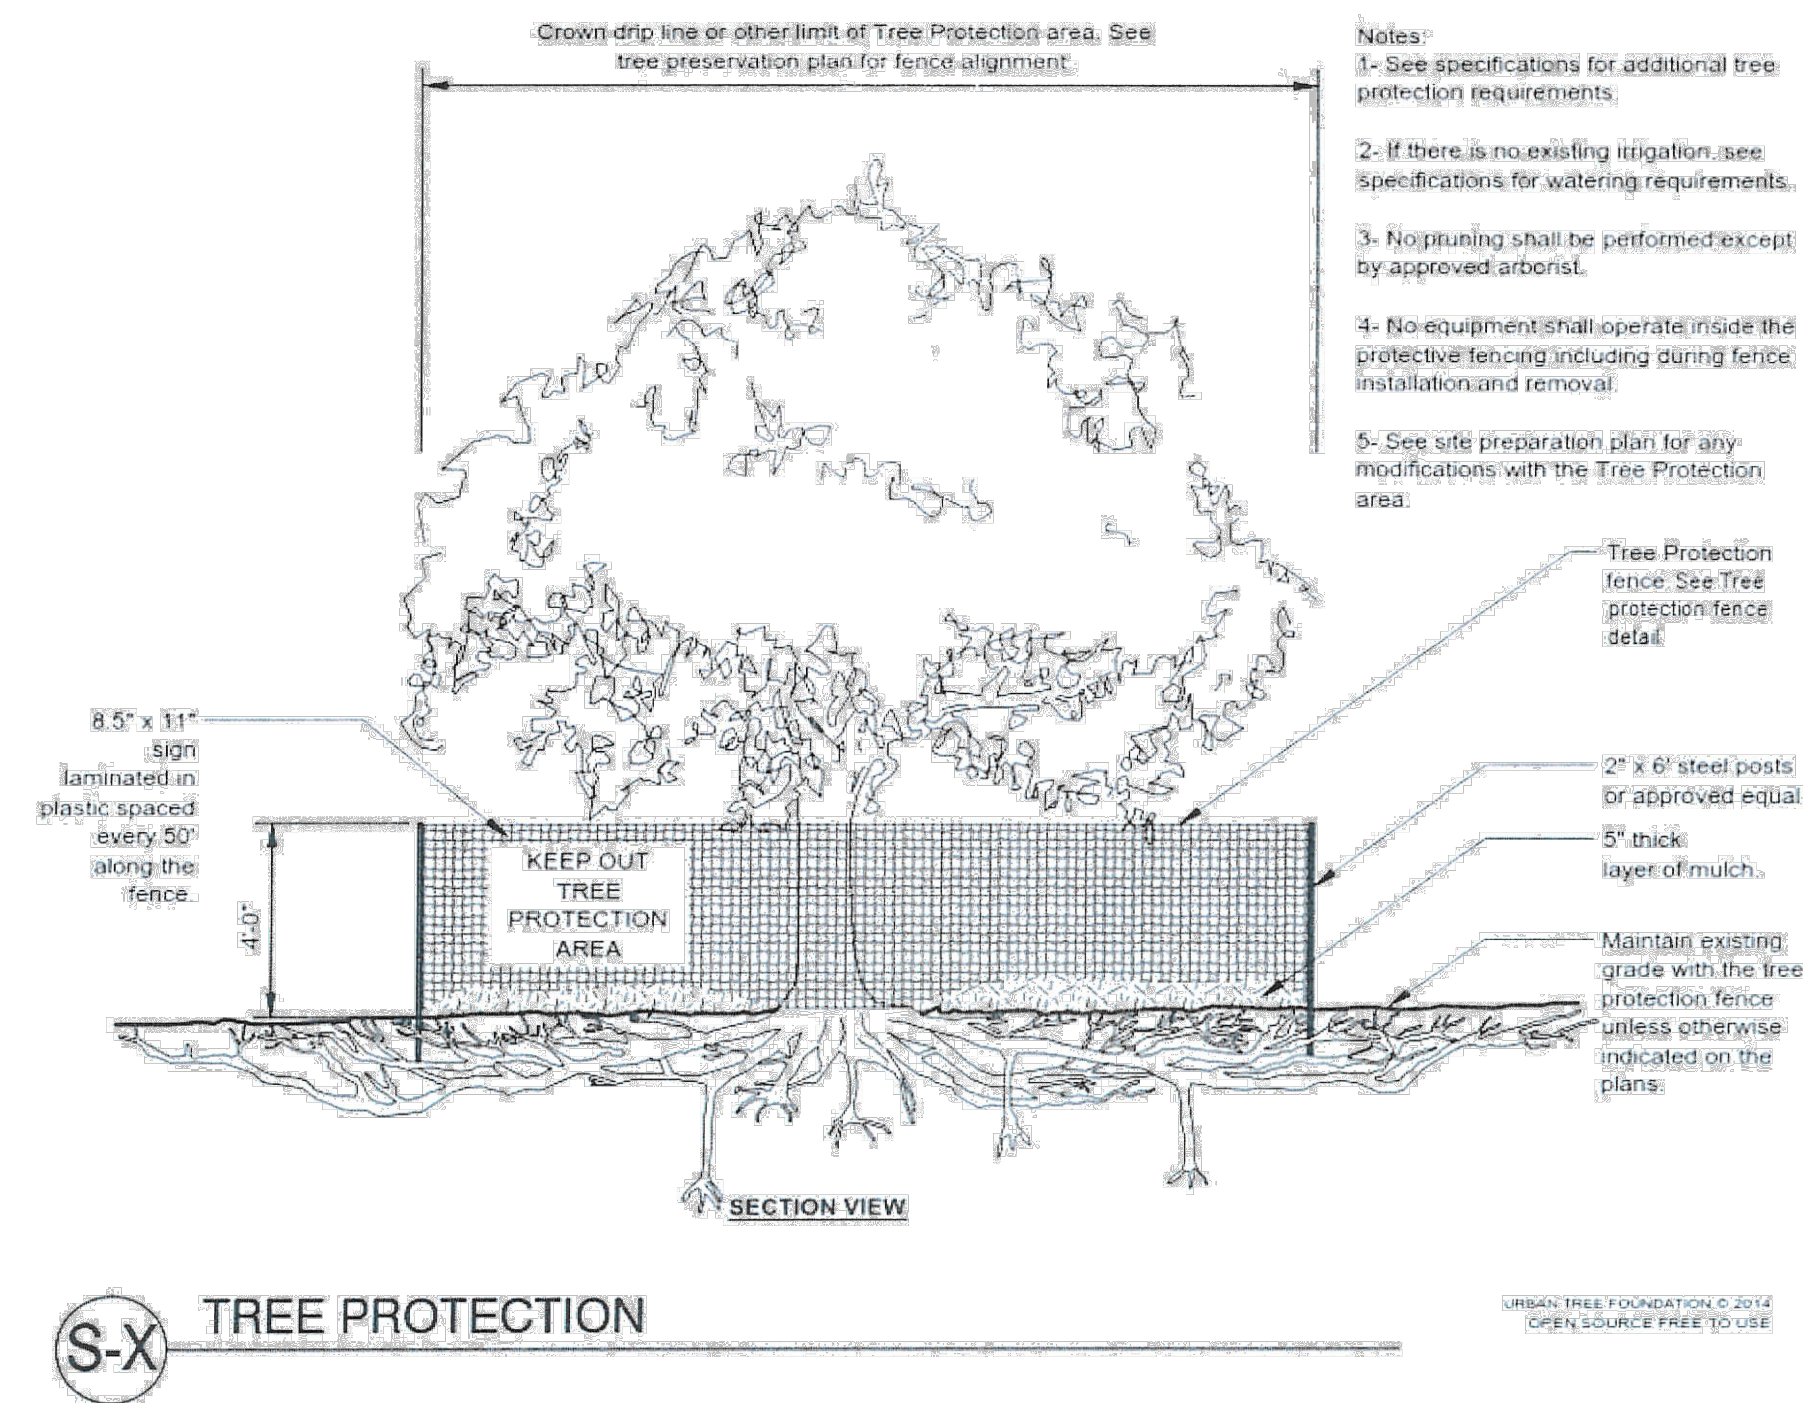 Crown drip line or other limit of Tree Protection area. See
tree preservation plan for fence alignment
Notes:
1- See specifications for additional tree
protection requirements.
2- If there is no existing irrigation, see
specifications for watering requirements.
3- No pruning shall be performed except
by approved arborist.
4- No equipment shall operate inside the
protective fencing including during fence
installation and removal.
5- See site preparation plan for any
modifications with the Tree Protection
area.
Tree Protection
fence. See Tree
protection fence
detail.
8.5" x 11"
sign
laminated in
plastic spaced
every 50'
along the
fence.
2" x 6' steel posts
or approved equal
5" thick
layer of mulch.
KEEP OUT
TREE
PROTECTION
AREA
4'-0"
Maintain existing
grade with the tree
protection fence
unless otherwise
indicated on the
plans.
SECTION VIEW
S-X
TREE PROTECTION
URBAN TREE FOUNDATION © 2014
OPEN SOURCE FREE TO USE